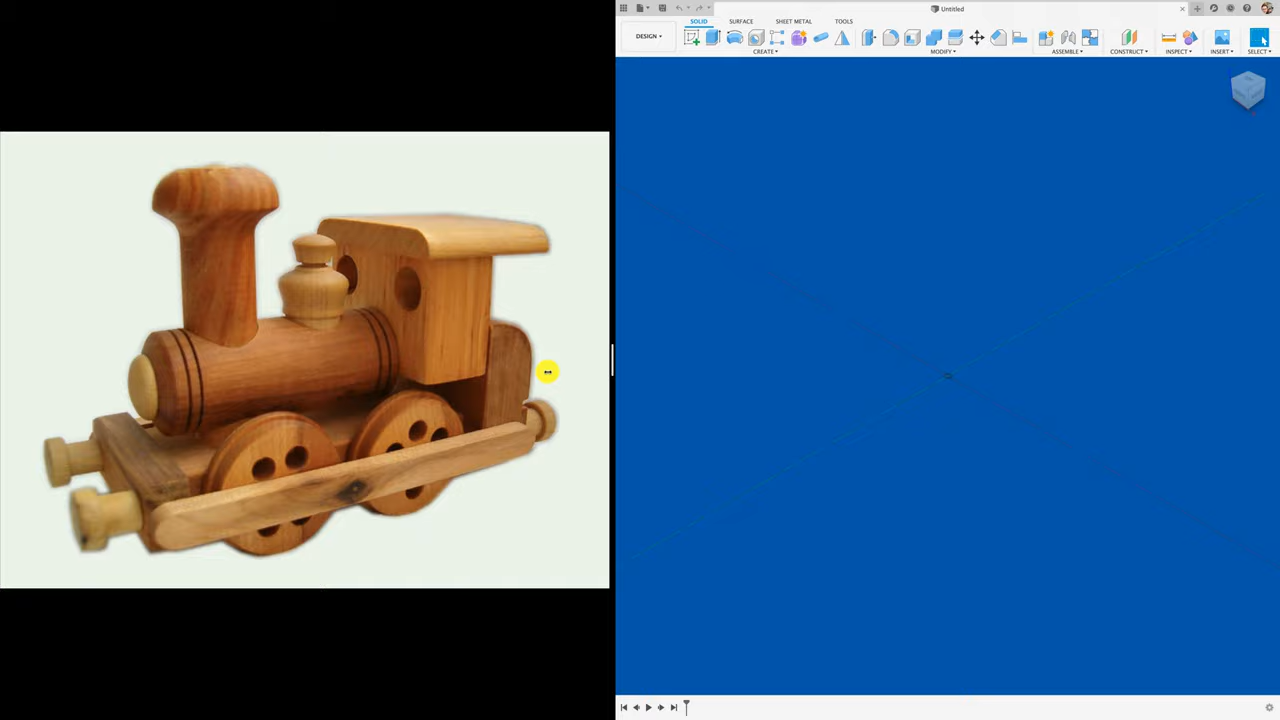 Untitled
SOLID SURFACE SHEET METAL TOOLS
DESIGN
CREATE MODIFY ASSEMBLE CONSTRUCT INSPECT INSERT SELECT